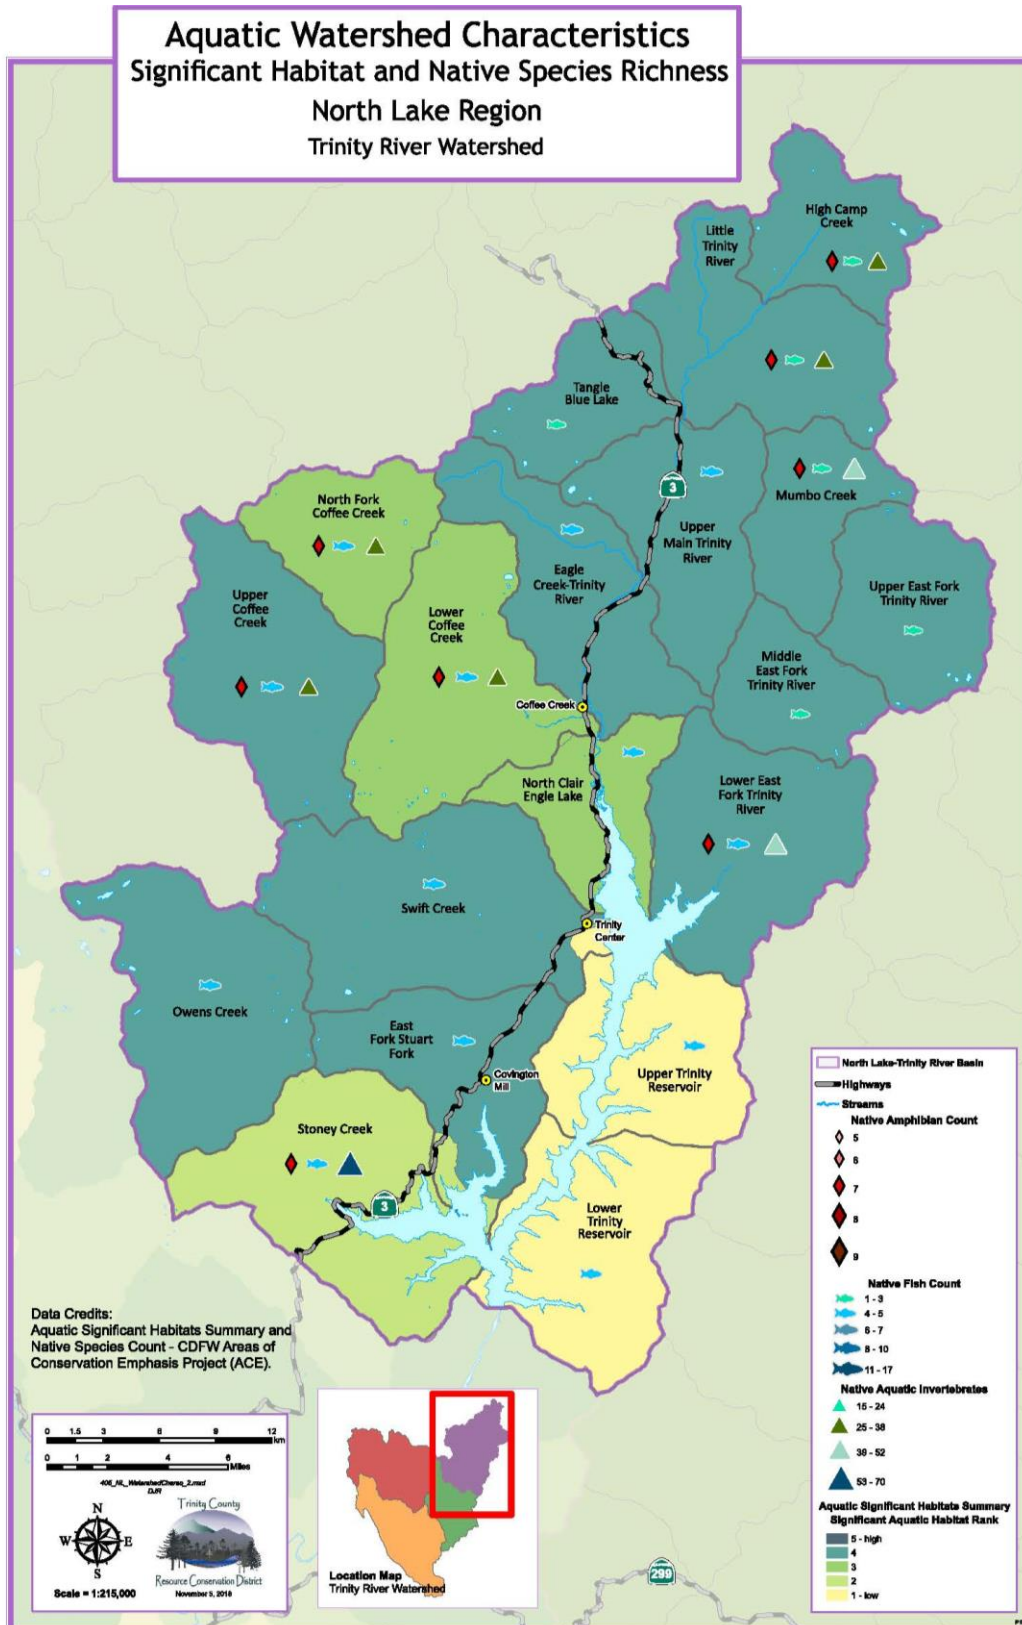 Aquatic Watershed Characteristics
Significant Habitat and Native Species Richness
North Lake Region
Trinity River Watershed
High Camp
Creek
Little
Trinity
River
Tangle
Blue Lake
3
Mumbo Creek
North Fork
Coffee Creek
Upper
Main Trinity
River
Eagle
Creek-Trinity
River
Upper East Fork
Trinity River
Upper
Coffee
Creek
Lower
Coffee
Creek
Middle
East Fork
Trinity River
Coffee Creek
North Clair
Engle Lake
Lower East
Fork Trinity
River
Swift Creek
Trinity
Center
Owens Creek
East
Fork Stuart
Fork
Covington
Mill
Upper Trinity
Reservoir
Stoney Creek
3
Lower
Trinity
Reservoir
North Lake-Trinity River Basin
Highways
Streams
Native Amphibian Count
5
6
7
8
9
Native Fish Count
1 - 3
4 - 5
6 - 7
8 - 10
11 - 17
Native Aquatic Invertebrates
15 - 24
25 - 38
39 - 52
53 - 70
Aquatic Significant Habitats Summary
Significant Aquatic Habitat Rank
5 - high
4
3
2
1 - low
Data Credits:
Aquatic Significant Habitats Summary and
Native Species Count - CDFW Areas of
Conservation Emphasis Project (ACE).
0 1.5 3 6 9 12
km
0 1 2 4 6
Miles
DJR
N
W E
S
Scale = 1:215,000
Trinity County
Resource Conservation District
November 5, 2018
Location Map
Trinity River Watershed
299